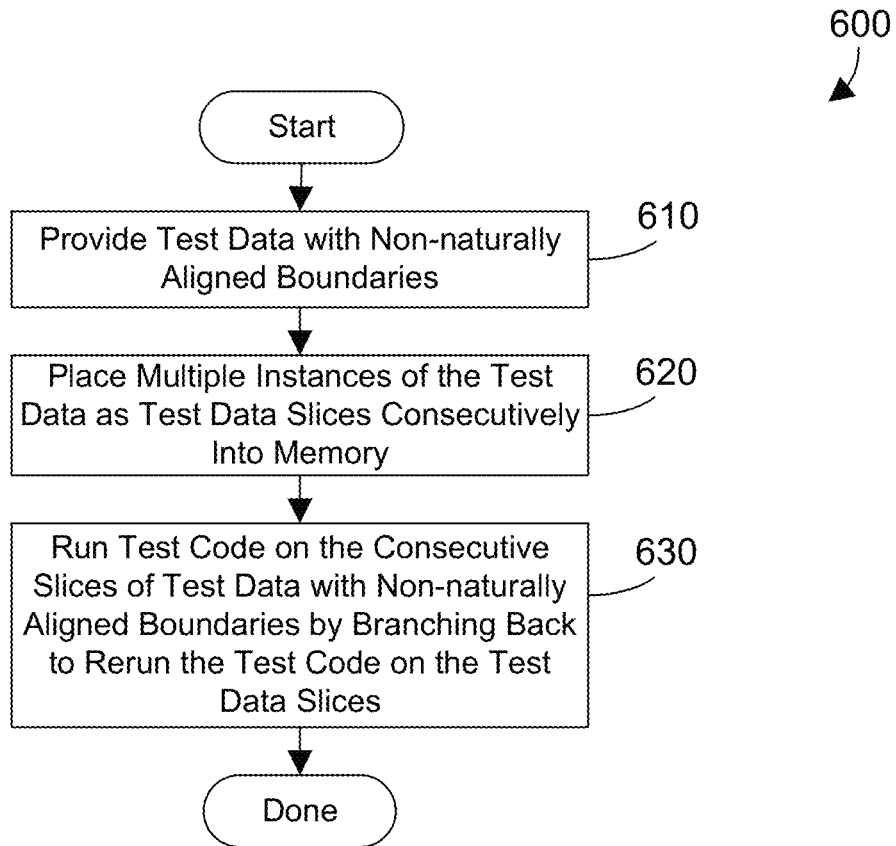 600
Start
610
Provide Test Data with Non-naturally
Aligned Boundaries
620
Place Multiple Instances of the Test
Data as Test Data Slices Consecutively
Into Memory
630
Run Test Code on the Consecutive
Slices of Test Data with Non-naturally
Aligned Boundaries by Branching Back
to Rerun the Test Code on the Test
Data Slices
Done